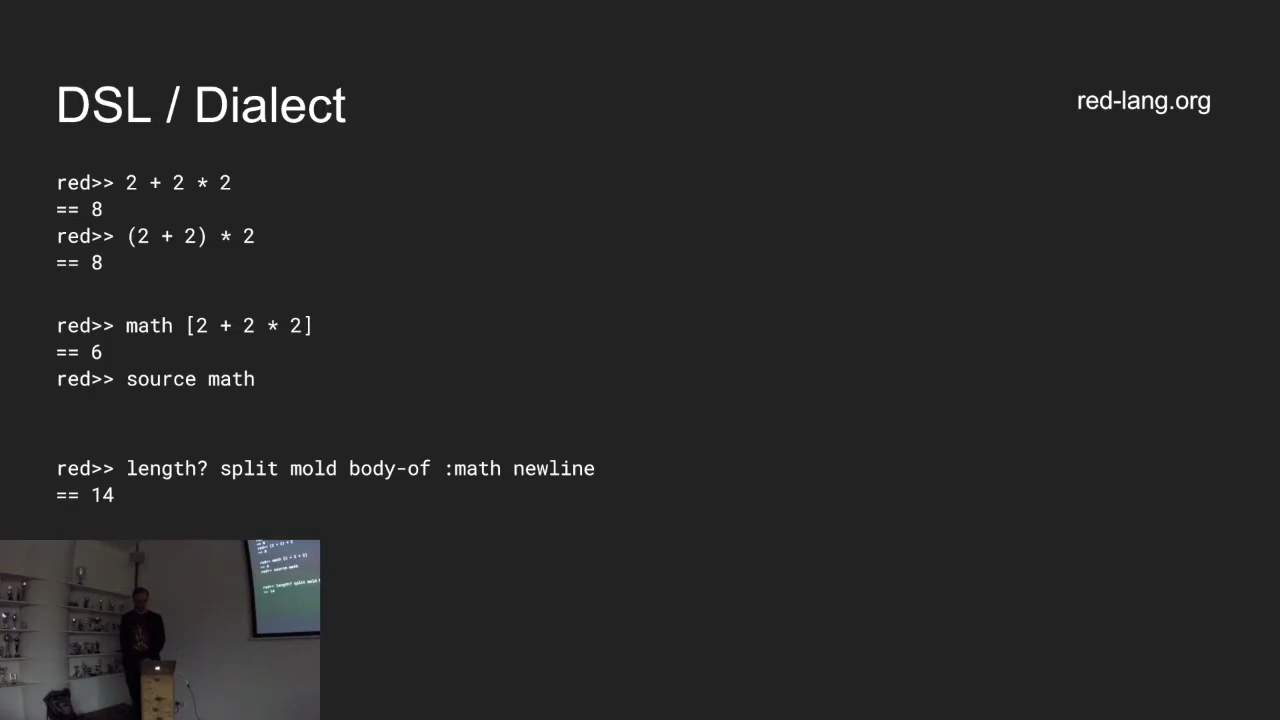 DSL / Dialect
red-lang.org
red>> 2 + 2 * 2
== 8
red>> (2 + 2) * 2
== 8
red>> math [2 + 2 * 2]
== 6
red>> source math
red>> length? split mold body-of :math newline
== 14